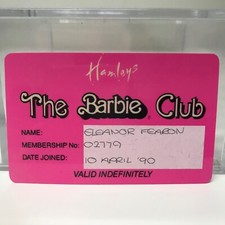 Hamleys
The Barbie Club
NAME: ELEANOR FEARON
MEMBERSHIP No: 02779
DATE JOINED: 10 APRIL '90
VALID INDEFINITELY